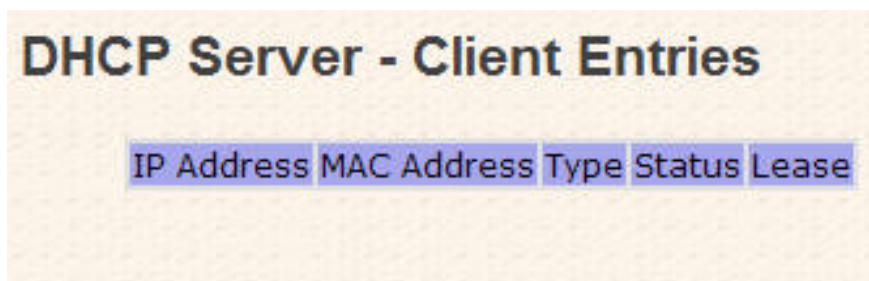 DHCP Server - Client Entries
IP Address MAC Address Type Status Lease